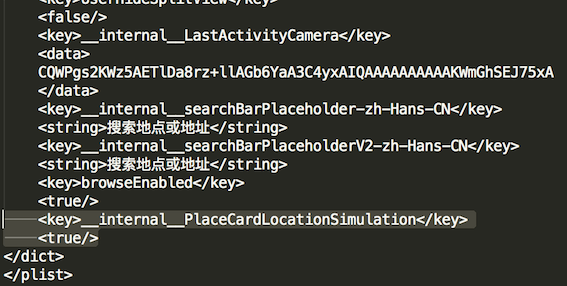 <key>UserHideSplitView</key>
<false/>
<key>__internal__LastActivityCamera</key>
<data>
CQWPgs2KWz5AETlDa8rz+llAGb6YaA3C4yxAIQAAAAAAAAAAKWmGhSEJ75xA
</data>
<key>__internal__searchBarPlaceholder-zh-Hans-CN</key>
<string>搜索地点或地址</string>
<key>__internal__searchBarPlaceholderV2-zh-Hans-CN</key>
<string>搜索地点或地址</string>
<key>browseEnabled</key>
<true/>
<key>__internal__PlaceCardLocationSimulation</key>
<true/>
</dict>
</plist>